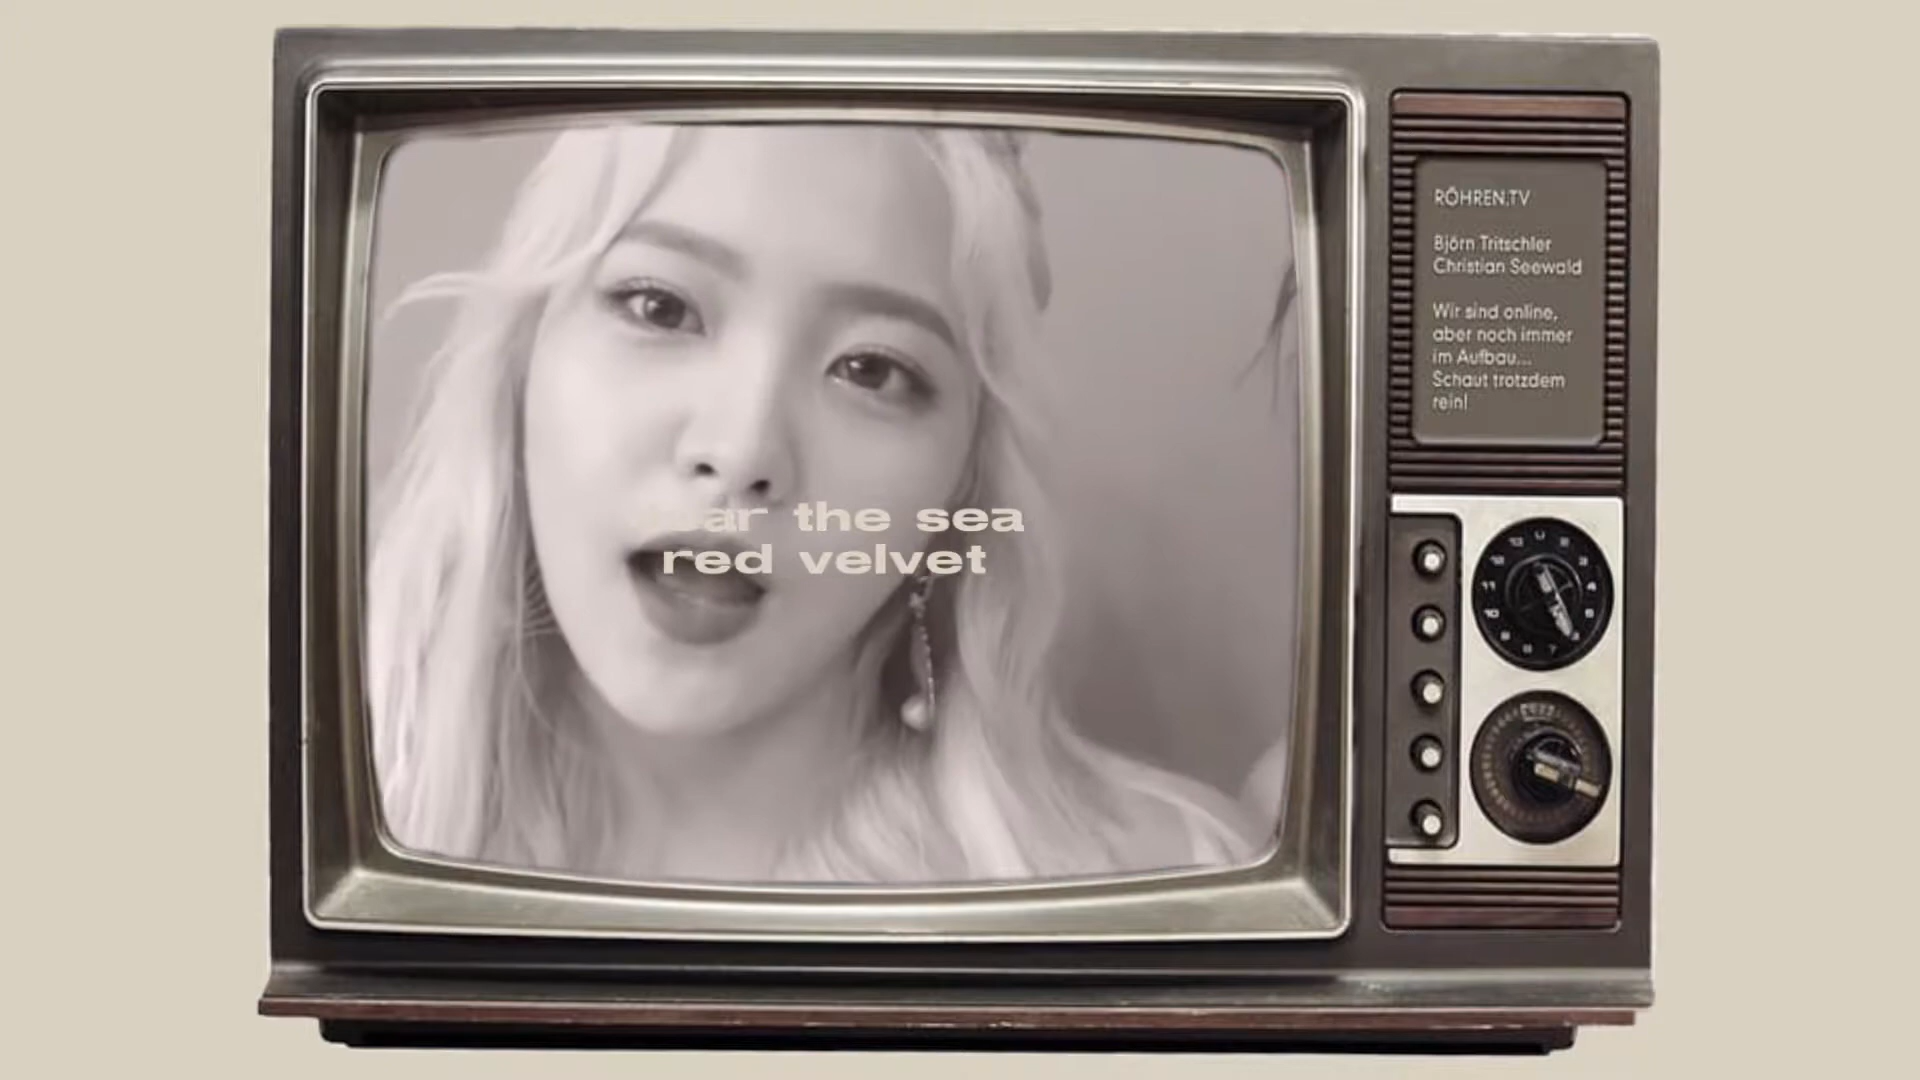 the sea
red velvet
RÖHREN.TV
Björn Tritschler
Christian Seewald
Wir sind online,
aber noch immer
im Aufbau...
Schaut trotzdem
rein!